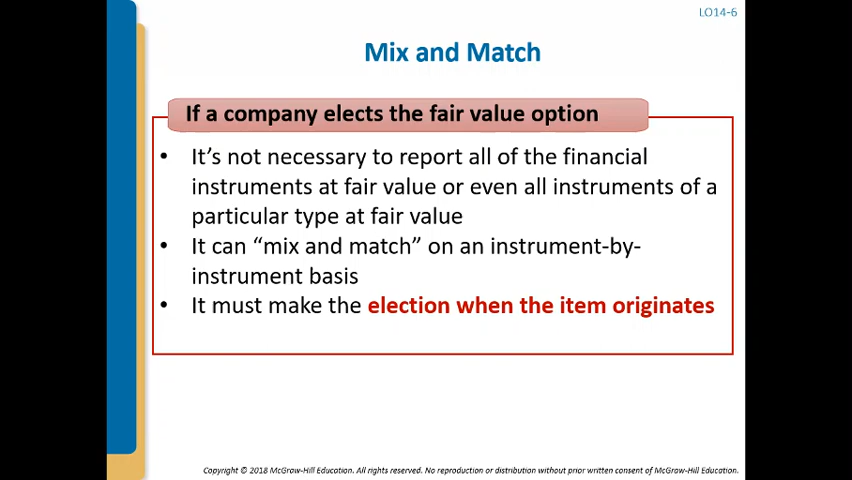 LO14-6
Mix and Match
If a company elects the fair value option
• It’s not necessary to report all of the financial
instruments at fair value or even all instruments of a
particular type at fair value
• It can “mix and match” on an instrument-by-
instrument basis
• It must make the election when the item originates
Copyright © 2018 McGraw-Hill Education. All rights reserved. No reproduction or distribution without prior written consent of McGraw-Hill Education.